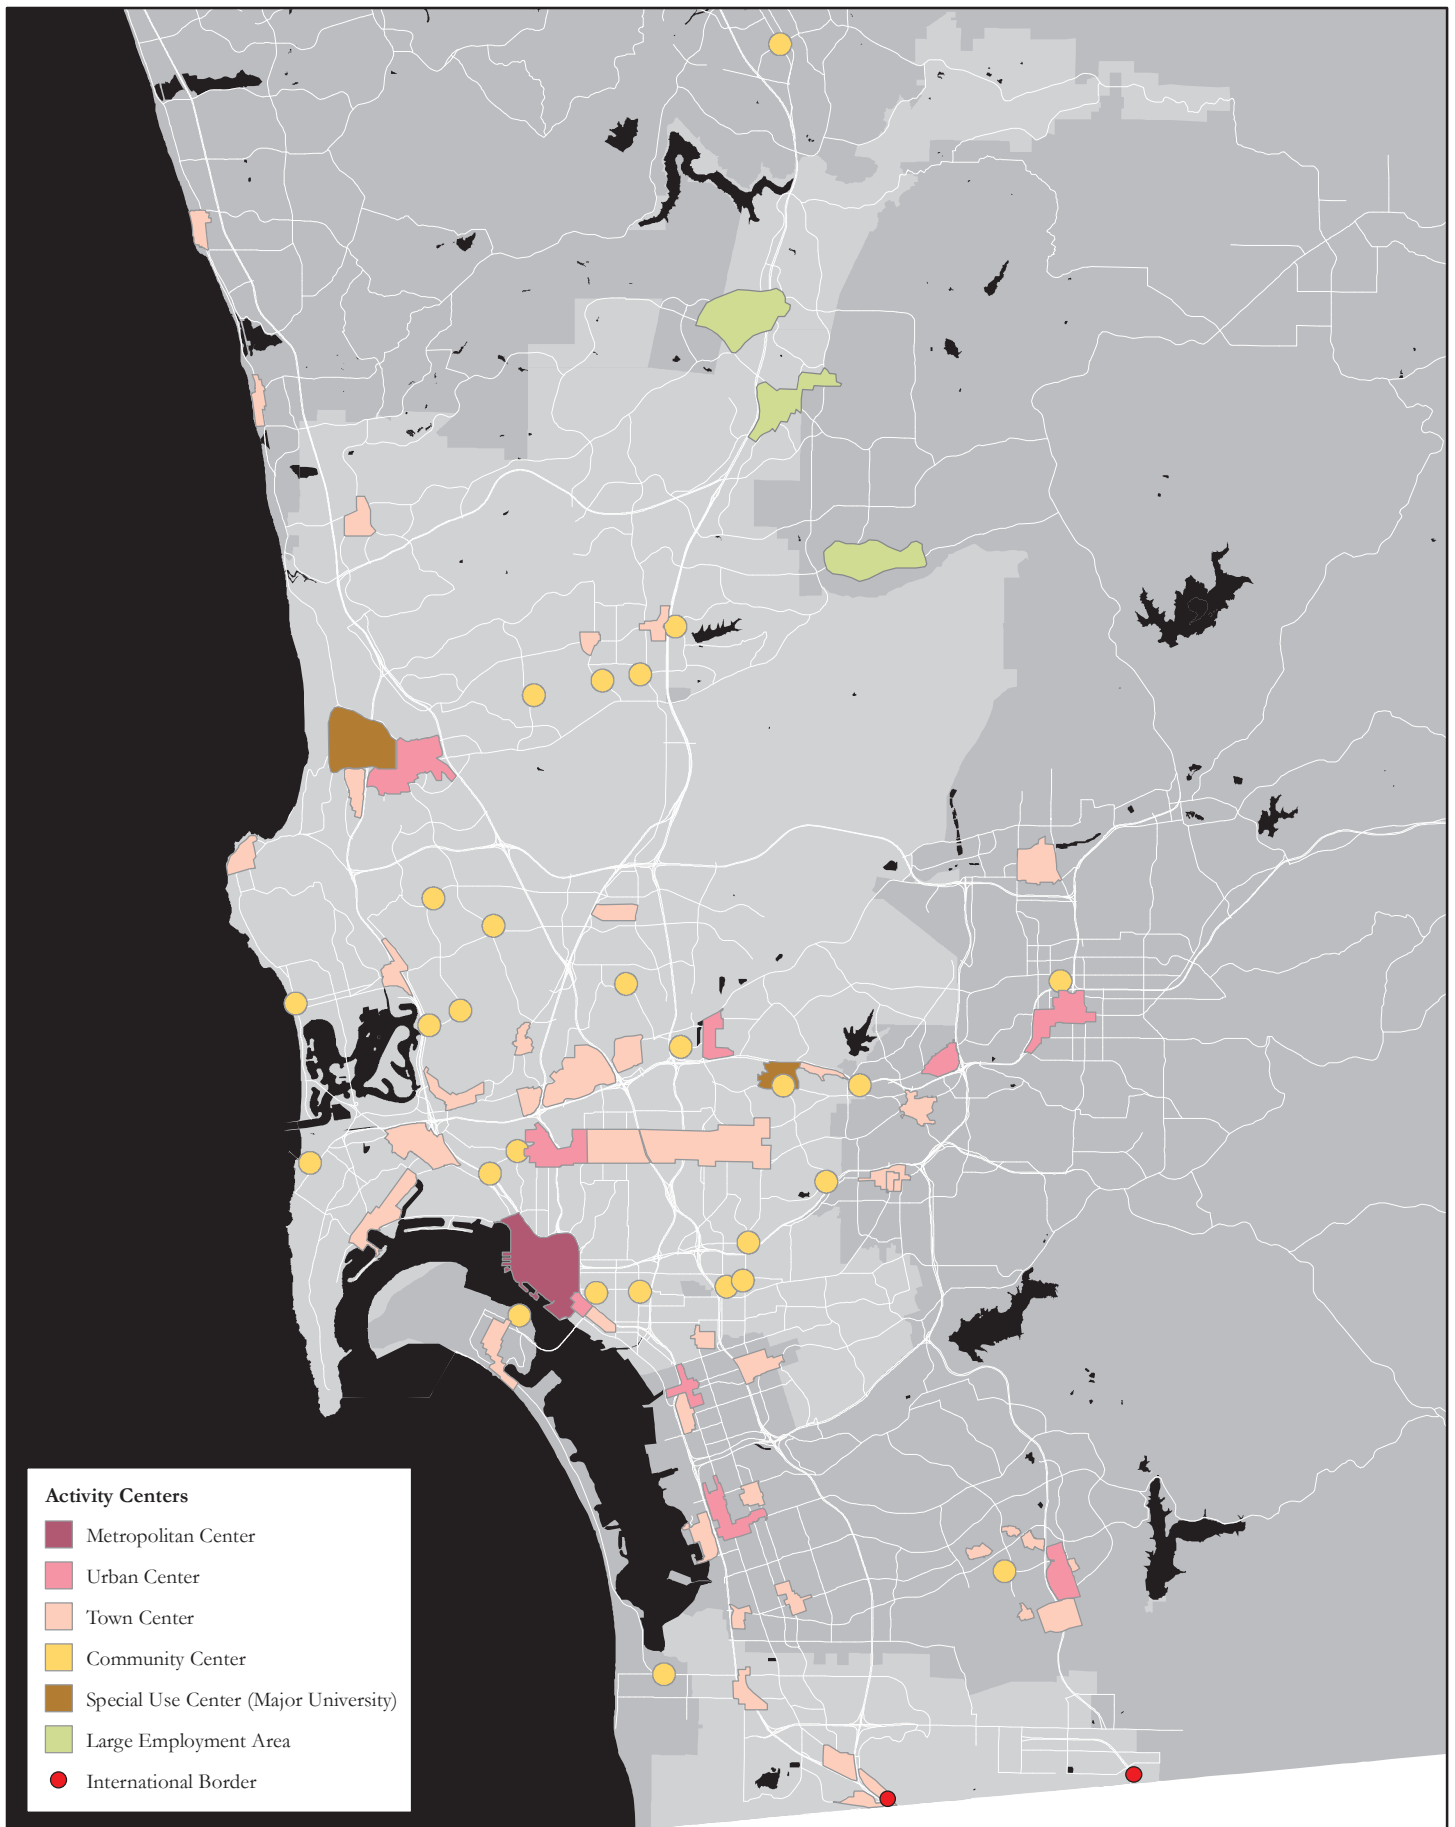 Activity Centers
Metropolitan Center
Urban Center
Town Center
Community Center
Special Use Center (Major University)
Large Employment Area
International Border